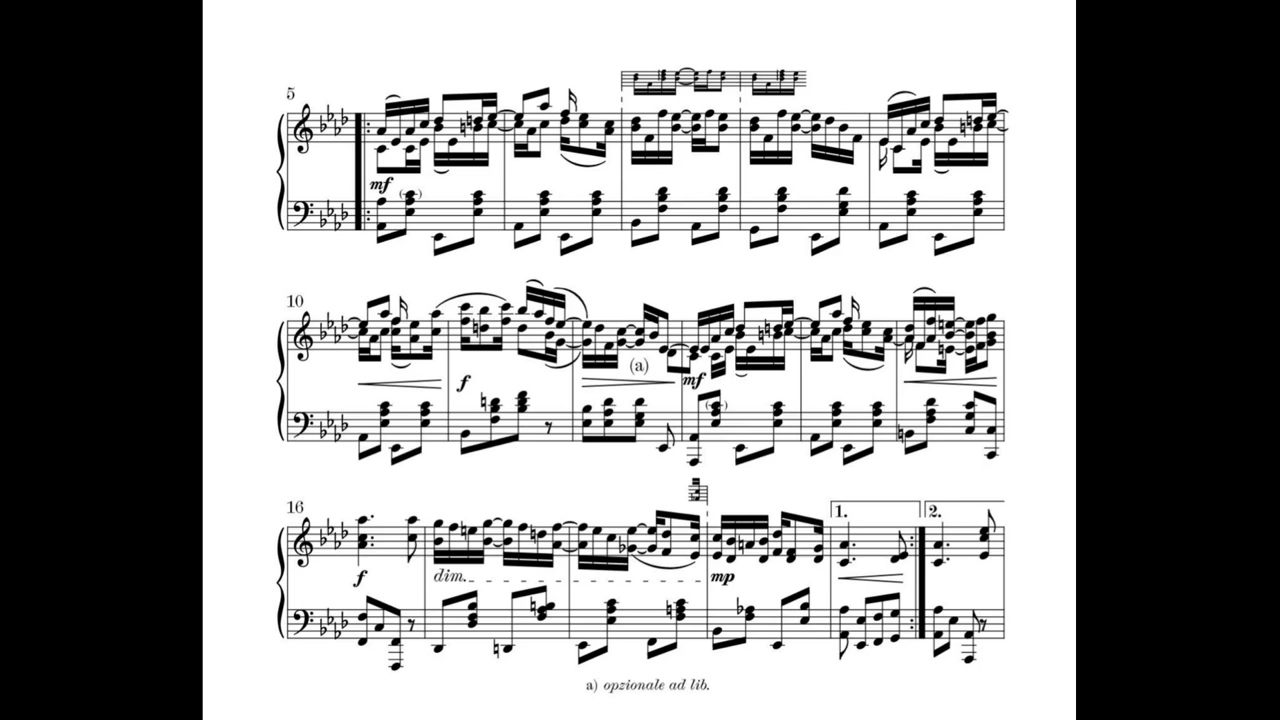 5
mf
10
f
(a)
mf
16
1.
2.
f
dim.
mp
a) opzionale ad lib.